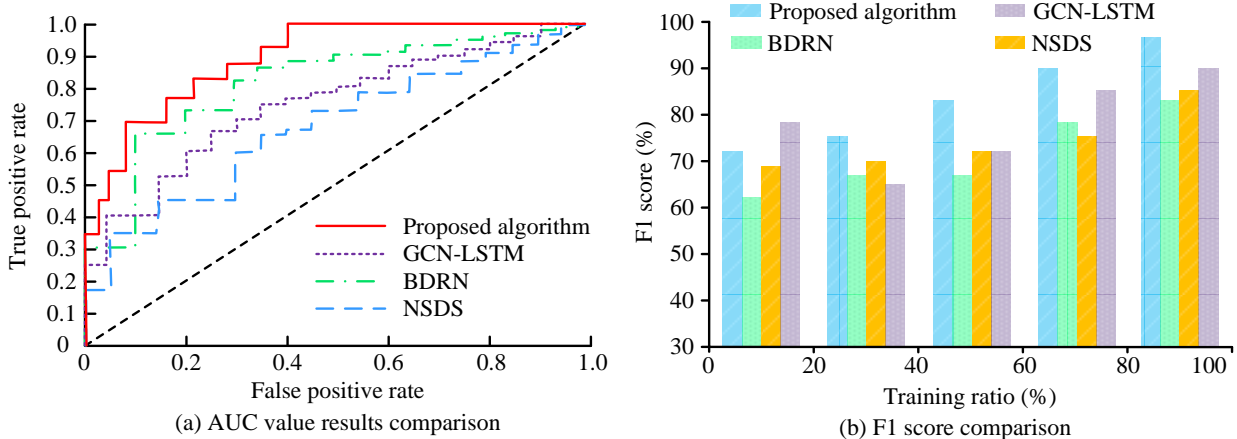 1.0
0.9
0.8
0.7
0.6
0.5
0.4
0.3
0.2
0.1
0
True positive rate
Proposed algorithm
GCN-LSTM
BDRN
NSDS
0 0.2 0.4 0.6 0.8 1.0
False positive rate
(a) AUC value results comparison
100
90
80
70
60
50
40
30
F1 score (%)
Proposed algorithm GCN-LSTM
BDRN NSDS
0 20 40 60 80 100
Training ratio (%)
(b) F1 score comparison